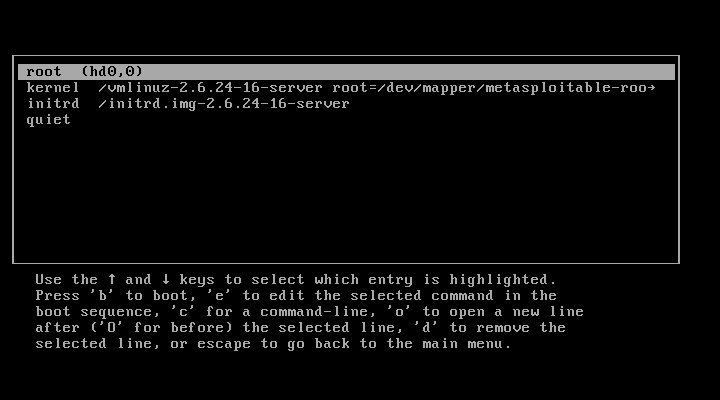 root  (hd0,0)
kernel  /vmlinuz-2.6.24-16-server root=/dev/mapper/metasploitable-roo→
initrd  /initrd.img-2.6.24-16-server
quiet
Use the ↑ and ↓ keys to select which entry is highlighted.
Press 'b' to boot, 'e' to edit the selected command in the
boot sequence, 'c' for a command-line, 'o' to open a new line
after ('O' for before) the selected line, 'd' to remove the
selected line, or escape to go back to the main menu.